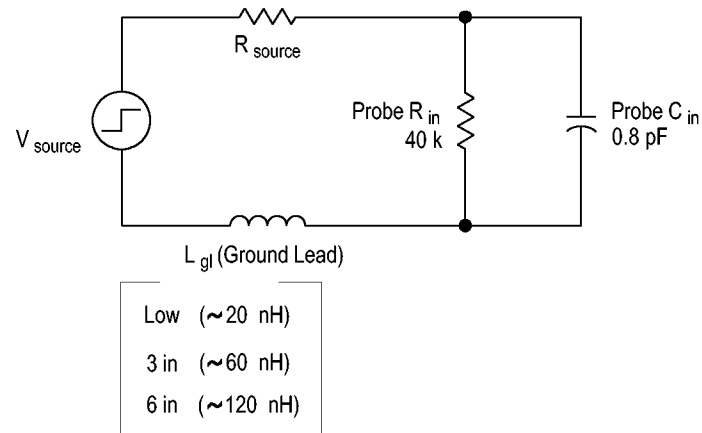 R source
V source
Probe R in
40 k
Probe C in
0.8 pF
L gl (Ground Lead)
Low (~20 nH)
3 in (~60 nH)
6 in (~120 nH)